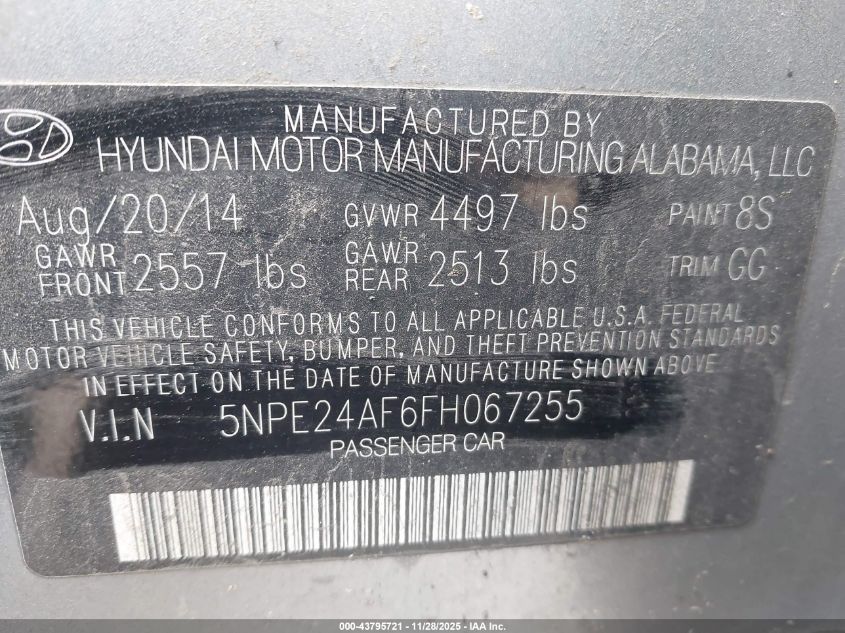 MANUFACTURED BY
HYUNDAI MOTOR MANUFACTURING ALABAMA, LLC
Aug/20/14 GVWR 4497 lbs PAINT 8S
GAWR FRONT 2557 lbs GAWR REAR 2513 lbs TRIM GG
THIS VEHICLE CONFORMS TO ALL APPLICABLE U.S.A. FEDERAL
MOTOR VEHICLE SAFETY, BUMPER, AND THEFT PREVENTION STANDARDS
IN EFFECT ON THE DATE OF MANUFACTURE SHOWN ABOVE
V.I.N 5NPE24AF6FH067255
PASSENGER CAR
000-43795721 - 11/28/2025 - IAA Inc.